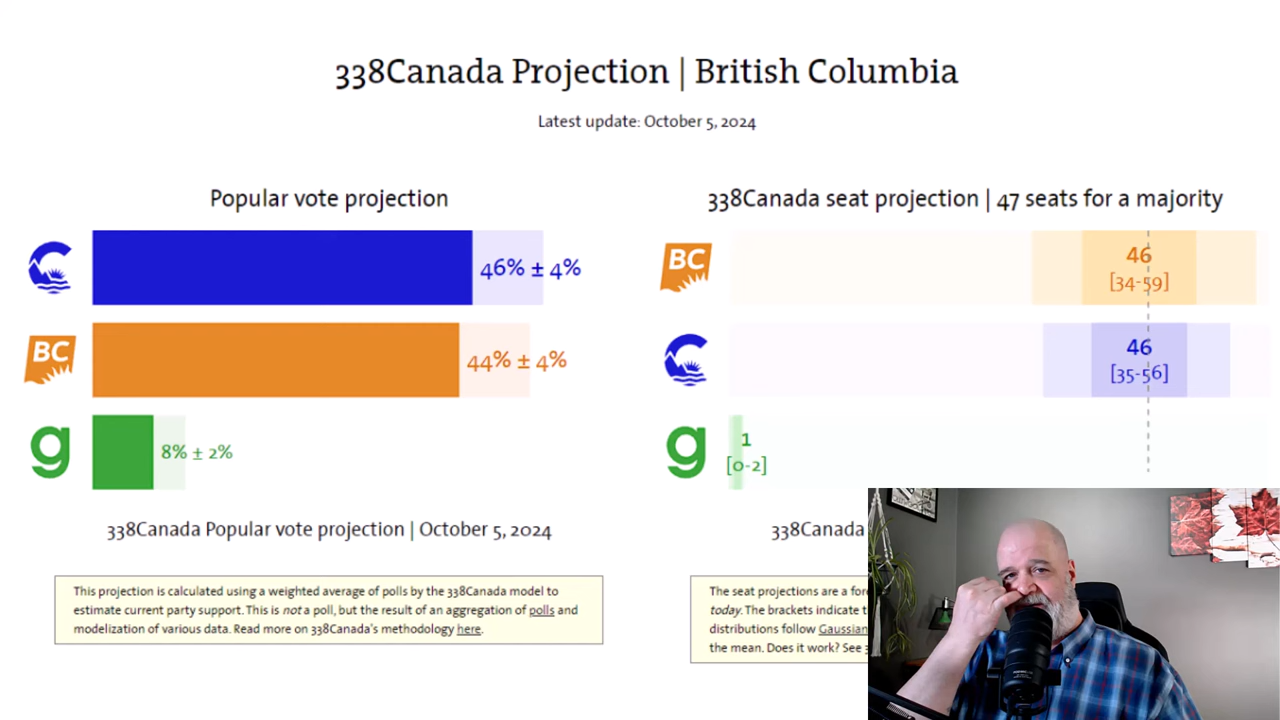 338Canada Projection | British Columbia
Latest update: October 5, 2024
Popular vote projection
46% ± 4%
BC
44% ± 4%
g
8% ± 2%
338Canada Popular vote projection | October 5, 2024
This projection is calculated using a weighted average of polls by the 338Canada model to
estimate current party support. This is not a poll, but the result of an aggregation of polls and
modelization of various data. Read more on 338Canada's methodology here.
338Canada seat projection | 47 seats for a majority
BC
46
[34-59]
46
[35-56]
g
1
[0-2]
338Canada
The seat projections are a
today. The brackets indicate
distributions follow Gaussian
the mean. Does it work? See